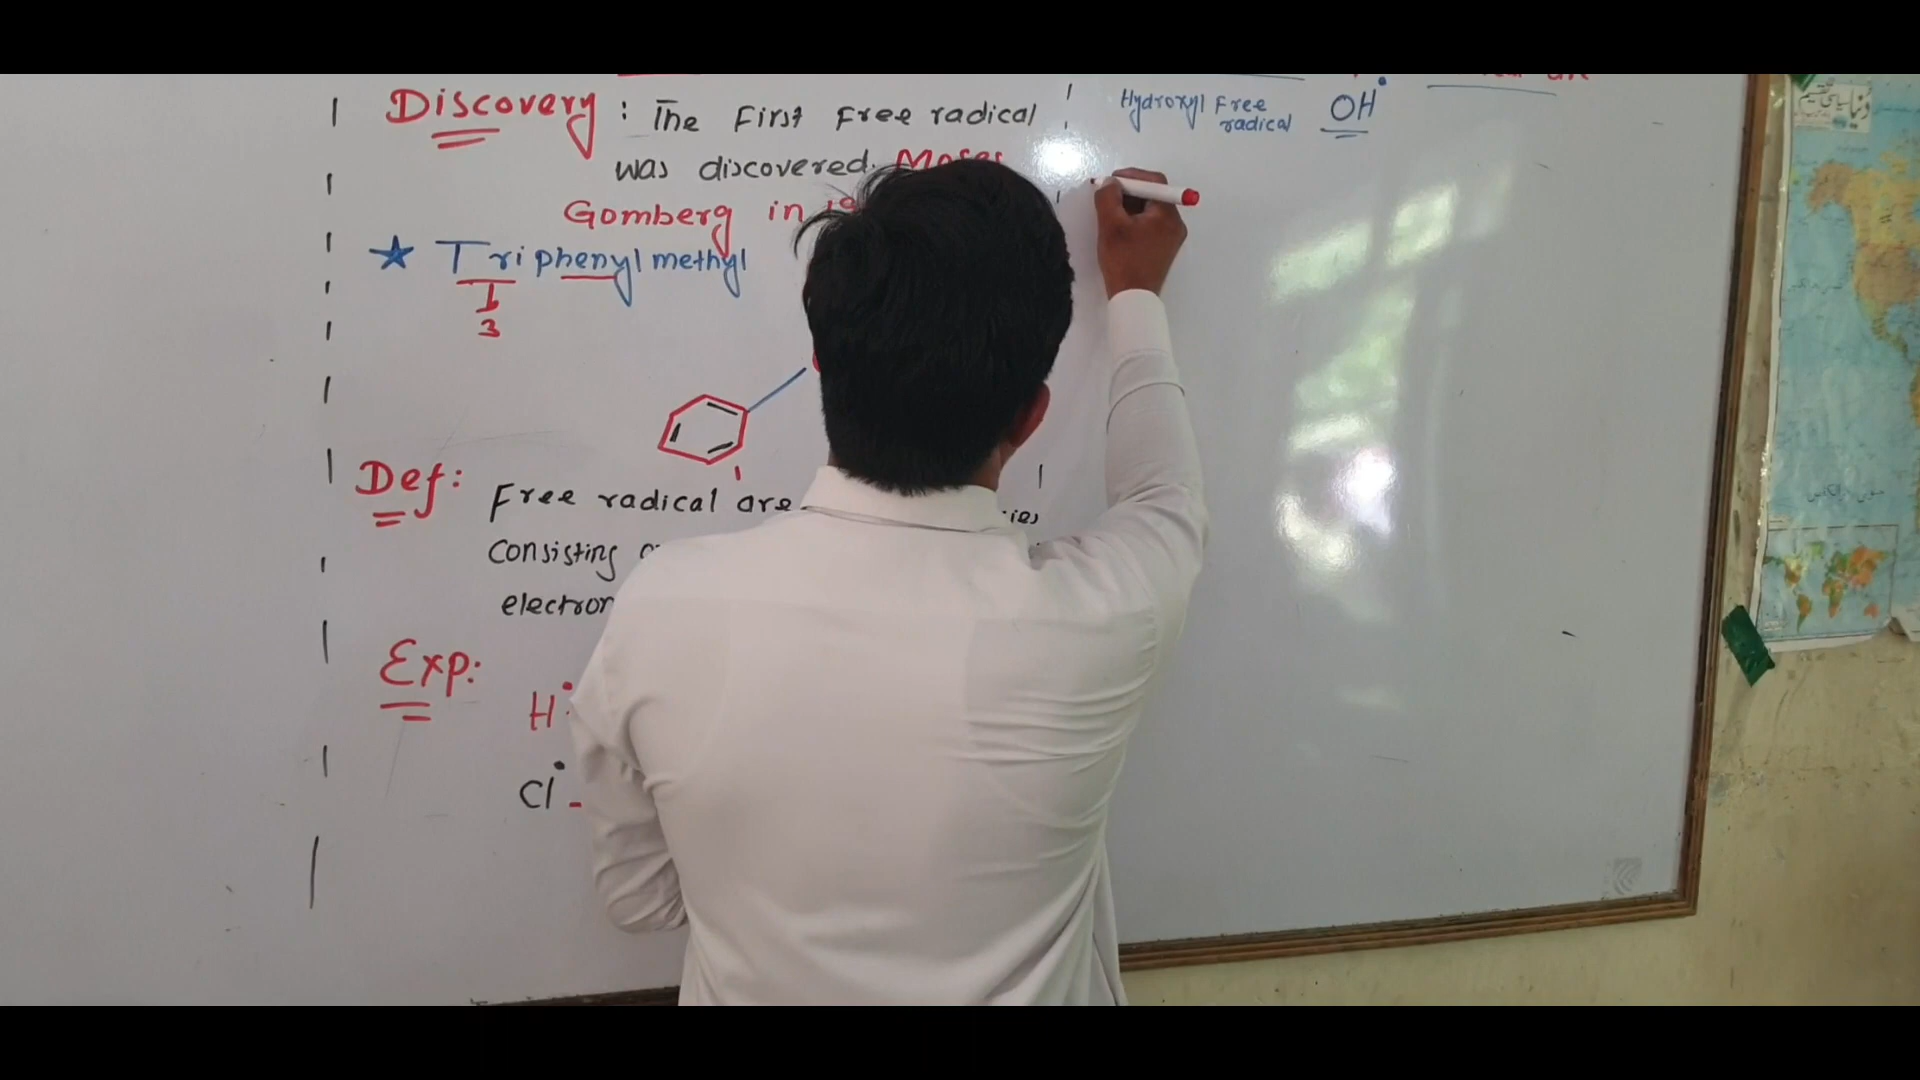 Discovery : The First Free radical
was discovered. Moses
Gomberg in 19
★ Triphenyl methyl
3
Def: Free radical are
Consisting
electron
Exp:
H•
Cl•
Hydroxyl Free
radical
OH•